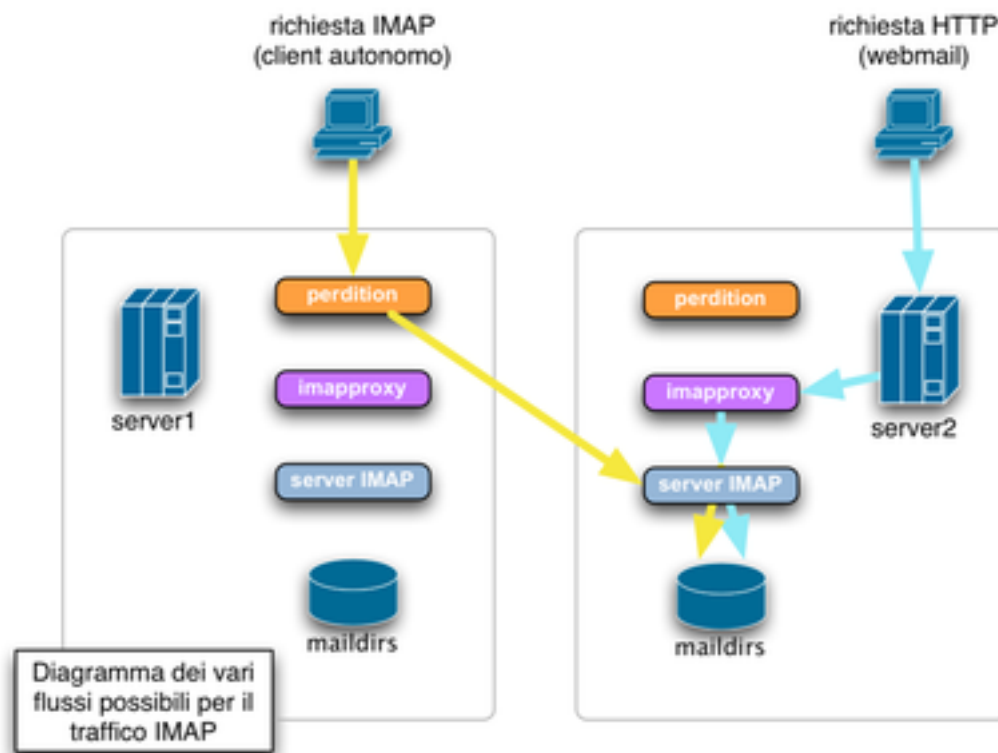 richiesta IMAP
(client autonomo)
richiesta HTTP
(webmail)
perdition
imapproxy
server IMAP
server1
maildirs
perdition
imapproxy
server IMAP
server2
maildirs
Diagramma dei vari
flussi possibili per il
traffico IMAP